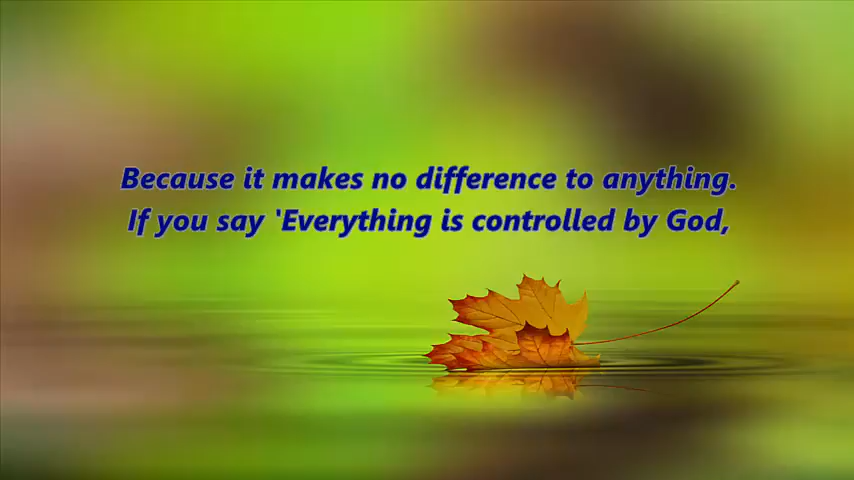 Because it makes no difference to anything.
If you say 'Everything is controlled by God,